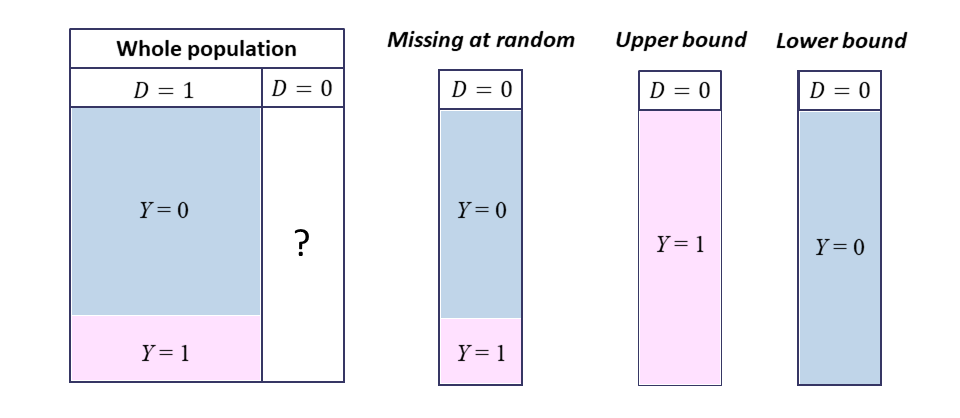 Whole population
D = 1
D = 0
Y = 0
?
Y = 1
Missing at random
D = 0
Y = 0
Y = 1
Upper bound
D = 0
Y = 1
Lower bound
D = 0
Y = 0